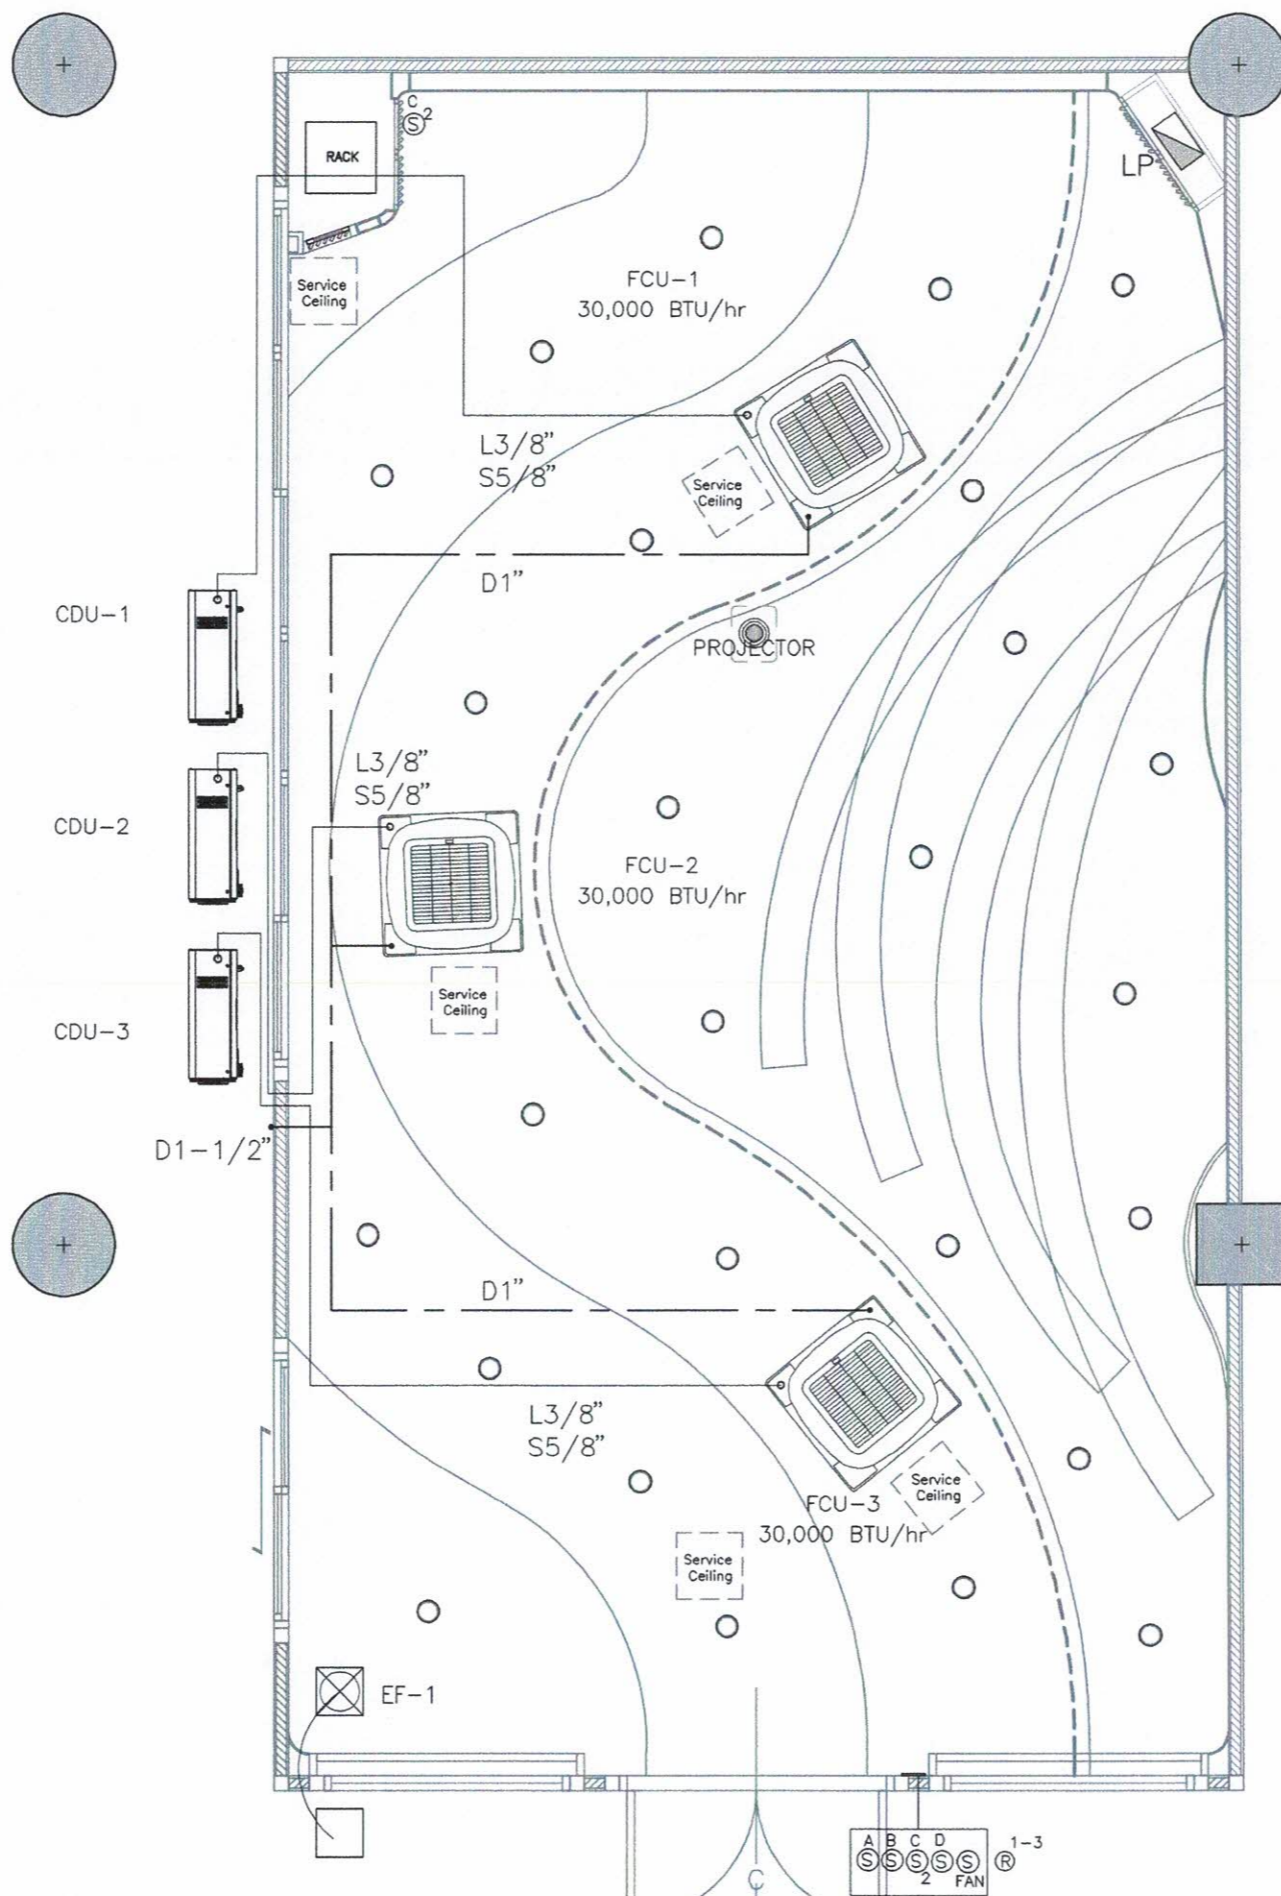 C
S 2
RACK
LP
Service
Ceiling
FCU-1
30,000 BTU/hr
L3/8"
S5/8"
Service
Ceiling
D1"
CDU-1
PROJECTOR
L3/8"
S5/8"
CDU-2
FCU-2
30,000 BTU/hr
Service
Ceiling
CDU-3
D1-1/2"
D1"
L3/8"
S5/8"
Service
Ceiling
FCU-3
30,000 BTU/hr
Service
Ceiling
EF-1
A B C D
S S S S S R 1-3
2 FAN